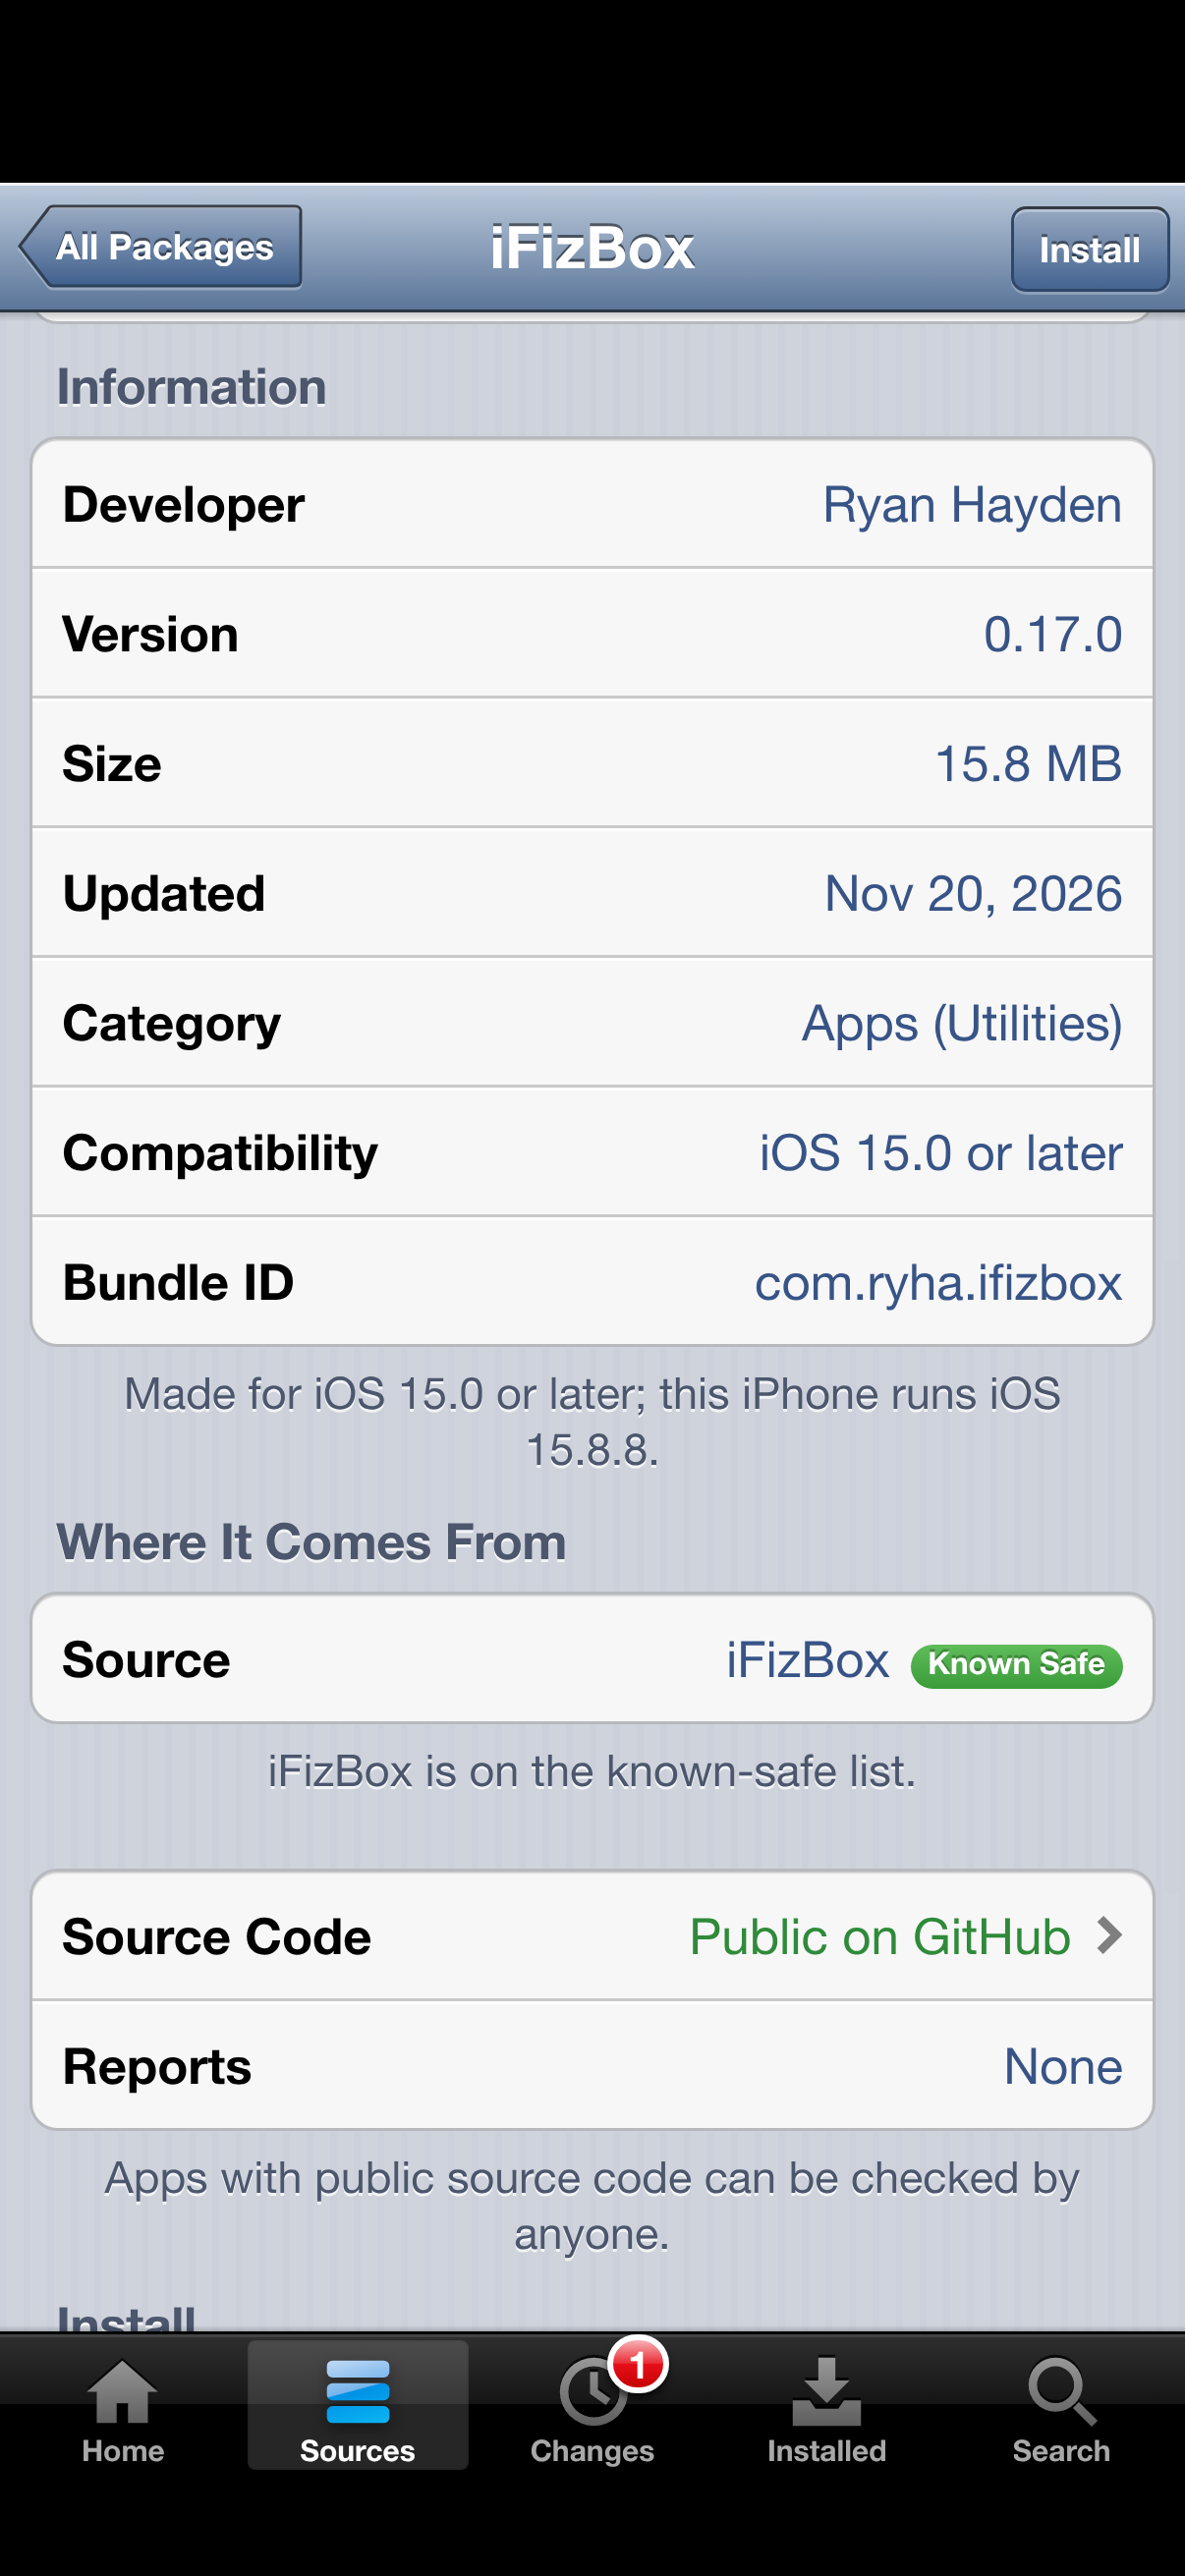 All Packages
iFizBox
Install
Information
Developer
Ryan Hayden
Version
0.17.0
Size
15.8 MB
Updated
Nov 20, 2026
Category
Apps (Utilities)
Compatibility
iOS 15.0 or later
Bundle ID
com.ryha.ifizbox
Made for iOS 15.0 or later; this iPhone runs iOS
15.8.8.
Where It Comes From
Source
iFizBox
Known Safe
iFizBox is on the known-safe list.
Source Code
Public on GitHub
Reports
None
Apps with public source code can be checked by
anyone.
Install
1
Home
Sources
Changes
Installed
Search